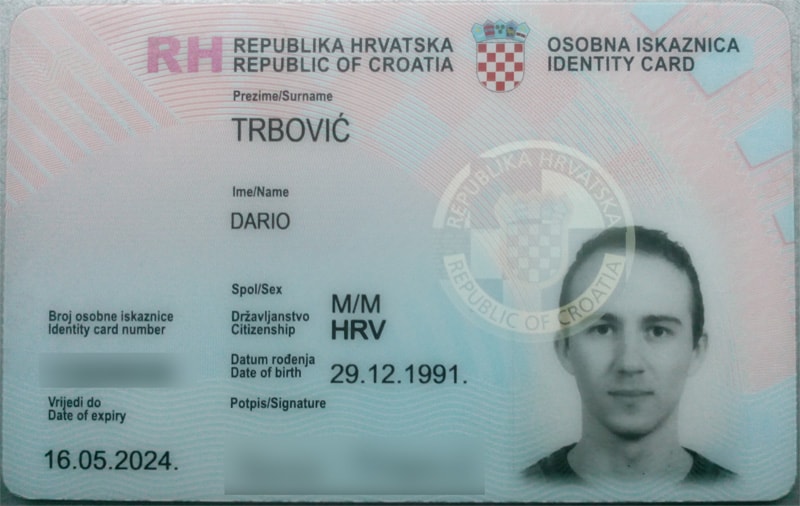 RH REPUBLIKA HRVATSKA
REPUBLIC OF CROATIA
OSOBNA ISKAZNICA
IDENTITY CARD
Prezime/Surname
TRBOVIĆ
Ime/Name
DARIO
Spol/Sex
M/M
Državljanstvo
Citizenship
HRV
Datum rođenja
Date of birth
29.12.1991.
Broj osobne iskaznice
Identity card number
Vrijedi do
Date of expiry
16.05.2024.
Potpis/Signature
REPUBLIKA HRVATSKA
REPUBLIC OF CROATIA